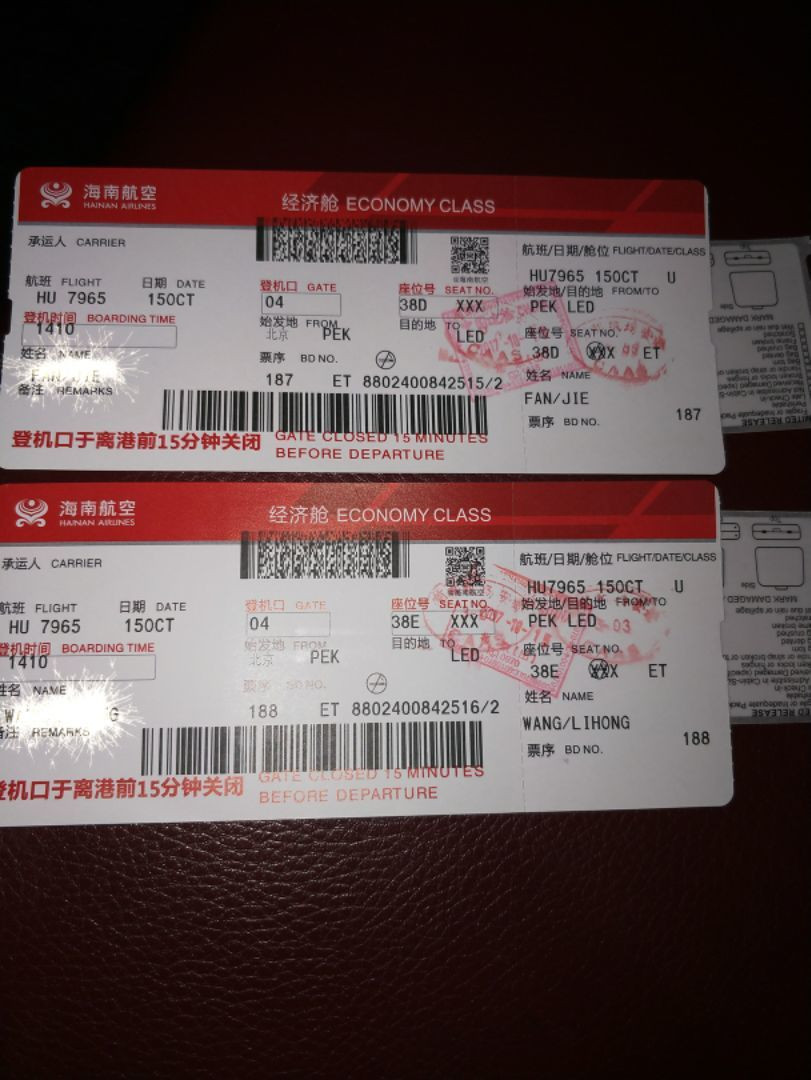 海南航空
HAINAN AIRLINES
经济舱 ECONOMY CLASS
承运人 CARRIER
航班 FLIGHT
HU 7965
日期 DATE
15OCT
登机口 GATE
04
座位号 SEAT NO.
38D XXX
登机时间 BOARDING TIME
1410
始发地 FROM
北京 PEK
目的地 TO
LED
姓名 NAME
票序 BD NO.
187 ET 8802400842515/2
备注 REMARKS
登机口于离港前15分钟关闭
GATE CLOSED 15 MINUTES
BEFORE DEPARTURE
航班/日期/舱位 FLIGHT/DATE/CLASS
HU7965 15OCT U
始发地/目的地 FROM/TO
PEK LED
座位号 SEAT NO.
38D XXX ET
姓名 NAME
FAN/JIE
票序 BD NO.
187
海南航空
HAINAN AIRLINES
经济舱 ECONOMY CLASS
承运人 CARRIER
航班 FLIGHT
HU 7965
日期 DATE
15OCT
登机口 GATE
04
座位号 SEAT NO.
38E XXX
登机时间 BOARDING TIME
1410
始发地 FROM
北京 PEK
目的地 TO
LED
姓名 NAME
票序 BD NO.
188 ET 8802400842516/2
备注 REMARKS
登机口于离港前15分钟关闭
GATE CLOSED 15 MINUTES
BEFORE DEPARTURE
航班/日期/舱位 FLIGHT/DATE/CLASS
HU7965 15OCT U
始发地/目的地 FROM/TO
PEK LED
座位号 SEAT NO.
38E XXX ET
姓名 NAME
WANG/LIHONG
票序 BD NO.
188
Top
Side
MARK DAMAGED
Top
Side
MARK DAMAGED